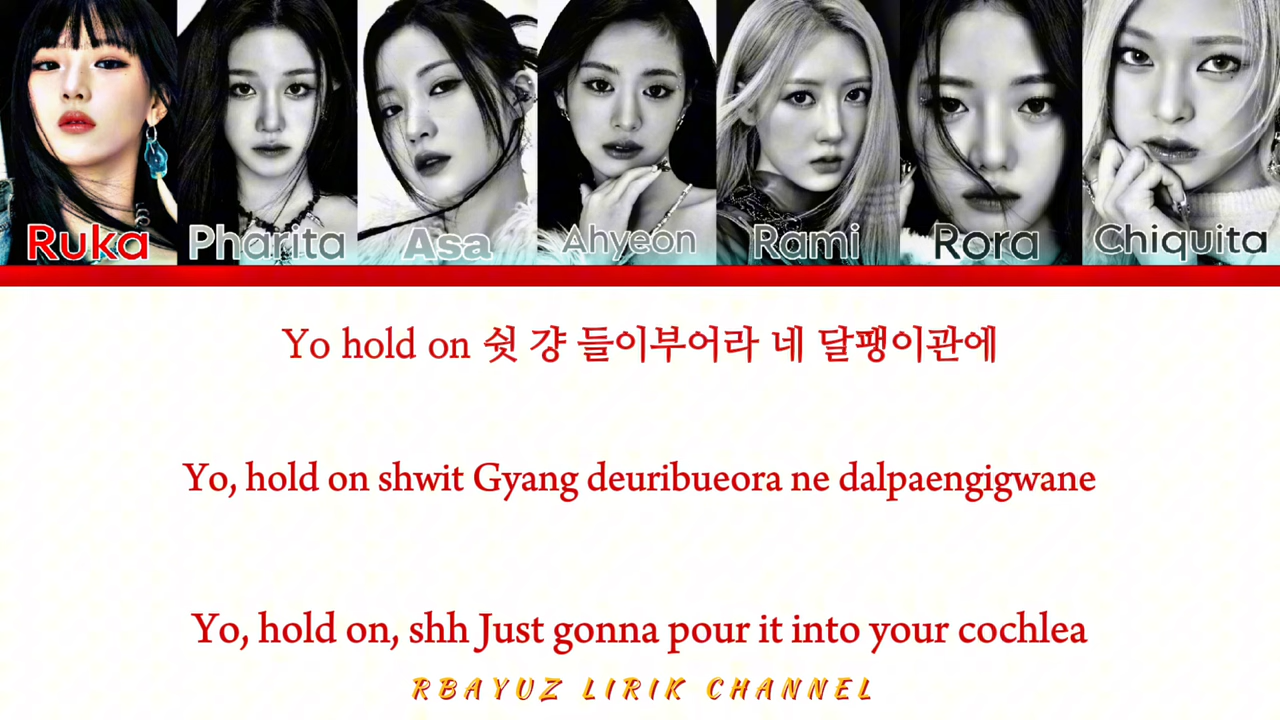 Ruka Pharita Asa Ahyeon Rami Rora Chiquita
Yo hold on 쉿 걍 들이부어라 네 달팽이관에
Yo, hold on shwit Gyang deuribueora ne dalpaengigwane
Yo, hold on, shh Just gonna pour it into your cochlea
RBAYUZ LIRIK CHANNEL